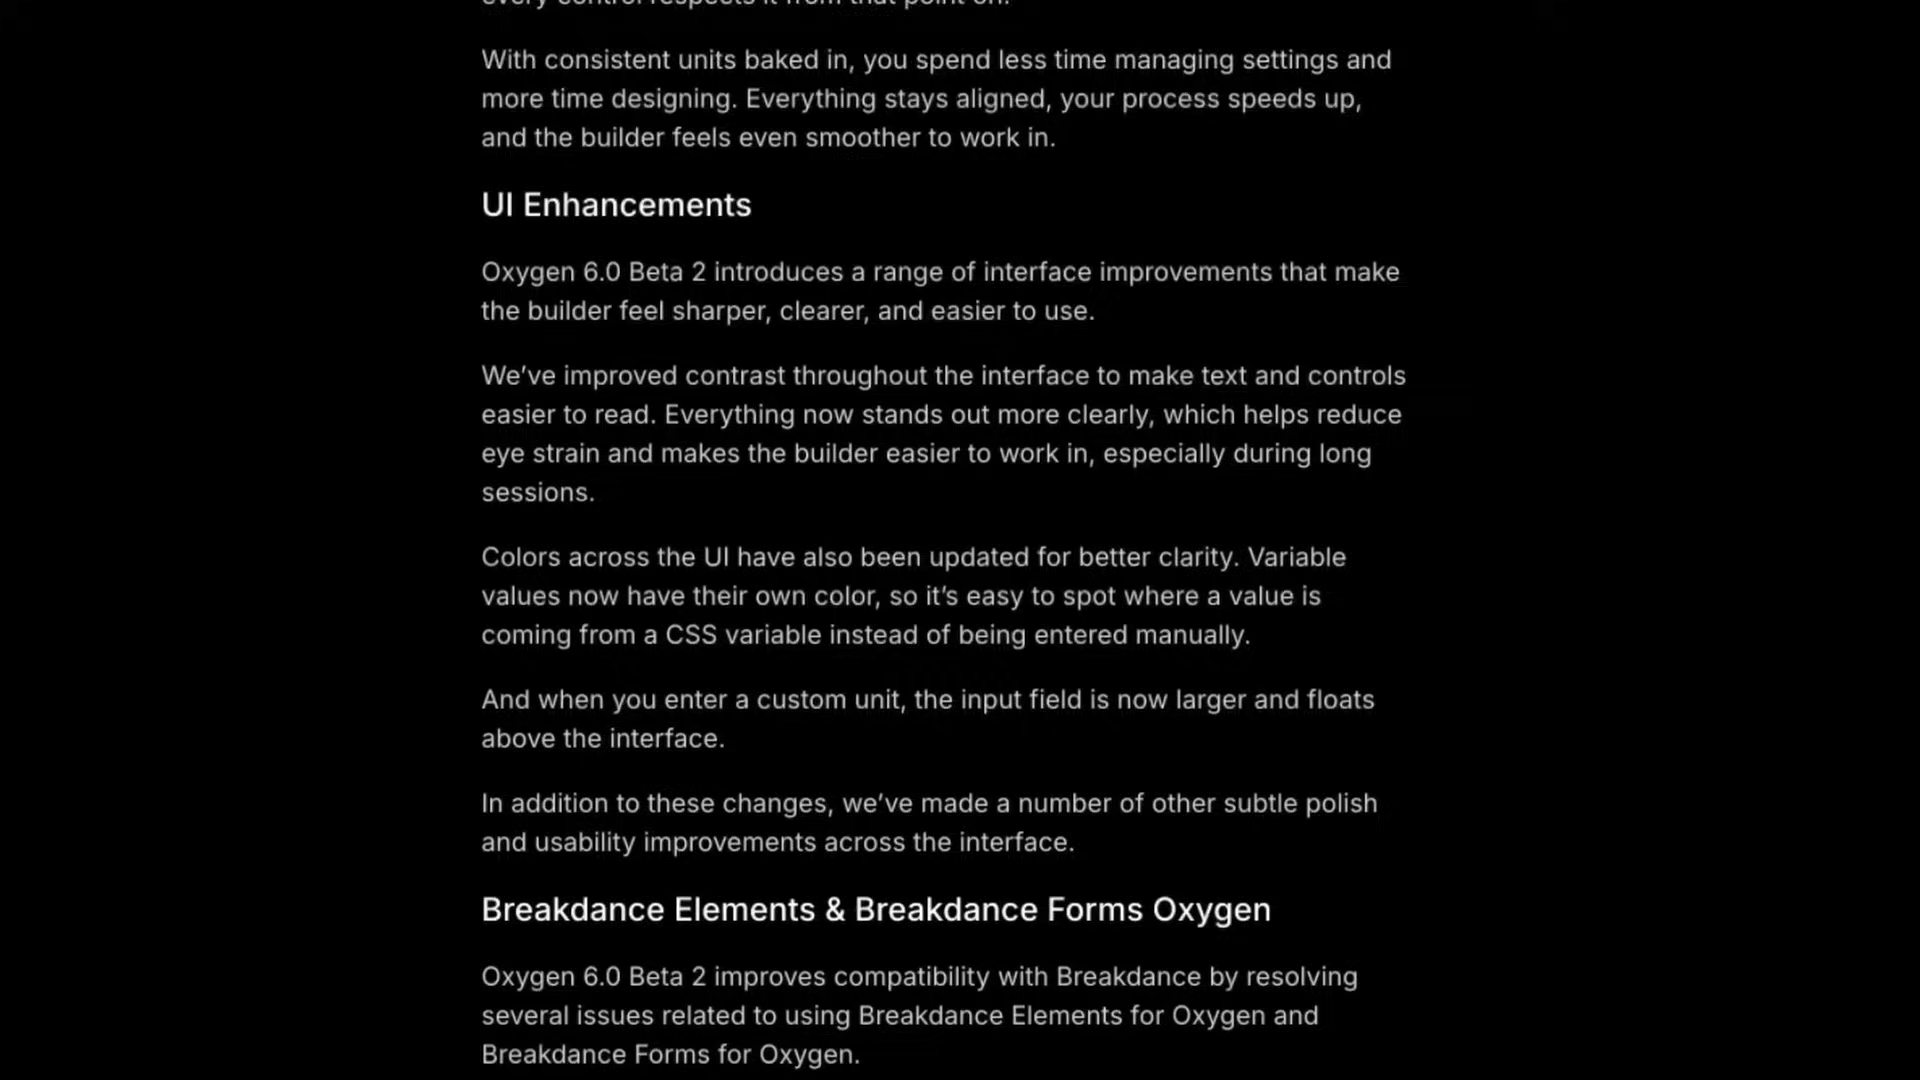 every control respects it from that point on.
With consistent units baked in, you spend less time managing settings and
more time designing. Everything stays aligned, your process speeds up,
and the builder feels even smoother to work in.
UI Enhancements
Oxygen 6.0 Beta 2 introduces a range of interface improvements that make
the builder feel sharper, clearer, and easier to use.
We’ve improved contrast throughout the interface to make text and controls
easier to read. Everything now stands out more clearly, which helps reduce
eye strain and makes the builder easier to work in, especially during long
sessions.
Colors across the UI have also been updated for better clarity. Variable
values now have their own color, so it’s easy to spot where a value is
coming from a CSS variable instead of being entered manually.
And when you enter a custom unit, the input field is now larger and floats
above the interface.
In addition to these changes, we’ve made a number of other subtle polish
and usability improvements across the interface.
Breakdance Elements & Breakdance Forms Oxygen
Oxygen 6.0 Beta 2 improves compatibility with Breakdance by resolving
several issues related to using Breakdance Elements for Oxygen and
Breakdance Forms for Oxygen.